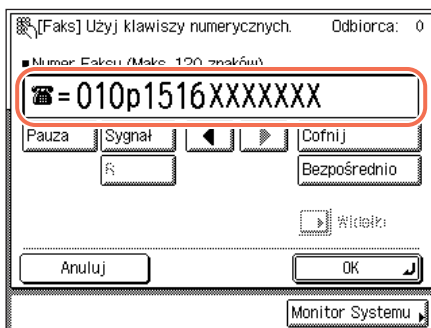 [Faks] Użyj klawiszy numerycznych. Odbiorca: 0
■Numer Faksu (Maks. 120 znaków)
☎=010p1516XXXXXXX
Pauza Sygnał ◀ ▶ Cofnij
R Bezpośrednio
Widełki
Anuluj OK
Monitor Systemu